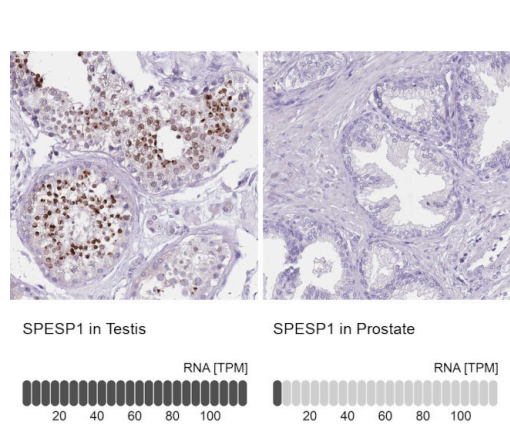 SPESP1 in Testis
RNA [TPM]
20 40 60 80 100
SPESP1 in Prostate
RNA [TPM]
20 40 60 80 100